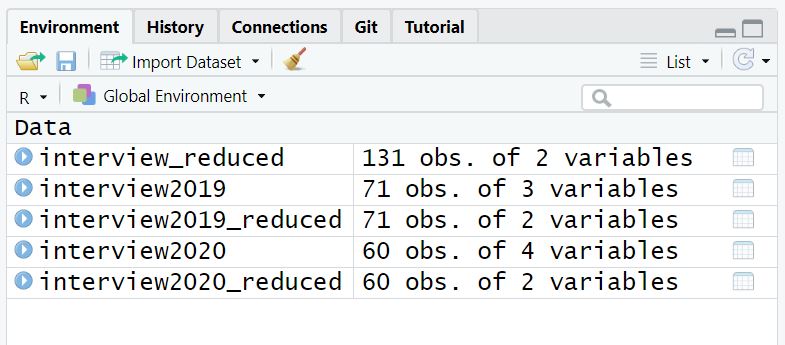 Environment History Connections Git Tutorial
Import Dataset List
R Global Environment
Data
interview_reduced 131 obs. of 2 variables
interview2019 71 obs. of 3 variables
interview2019_reduced 71 obs. of 2 variables
interview2020 60 obs. of 4 variables
interview2020_reduced 60 obs. of 2 variables